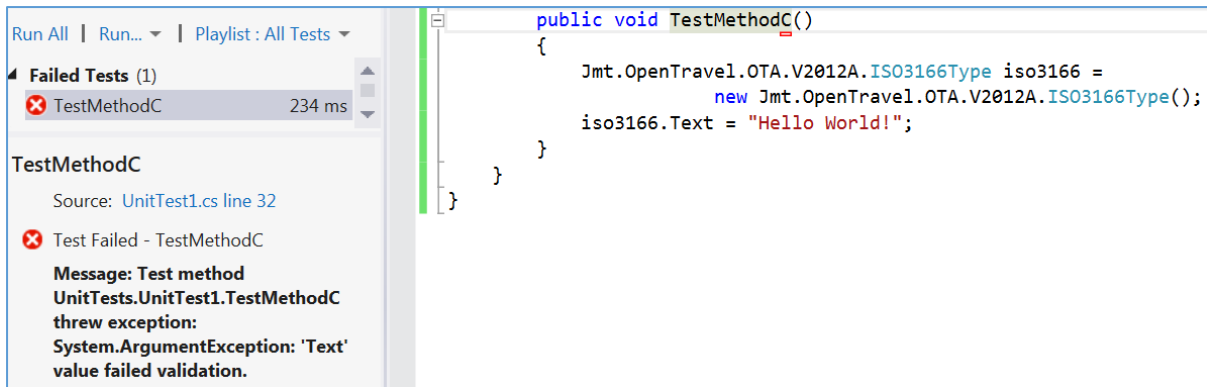 Run All | Run... | Playlist : All Tests
Failed Tests (1)
TestMethodC 234 ms
TestMethodC
Source: UnitTest1.cs line 32
Test Failed - TestMethodC
Message: Test method
UnitTests.UnitTest1.TestMethodC
threw exception:
System.ArgumentException: 'Text'
value failed validation.
public void TestMethodC()
{
Jmt.OpenTravel.OTA.V2012A.ISO3166Type iso3166 =
new Jmt.OpenTravel.OTA.V2012A.ISO3166Type();
iso3166.Text = "Hello World!";
}
}
}